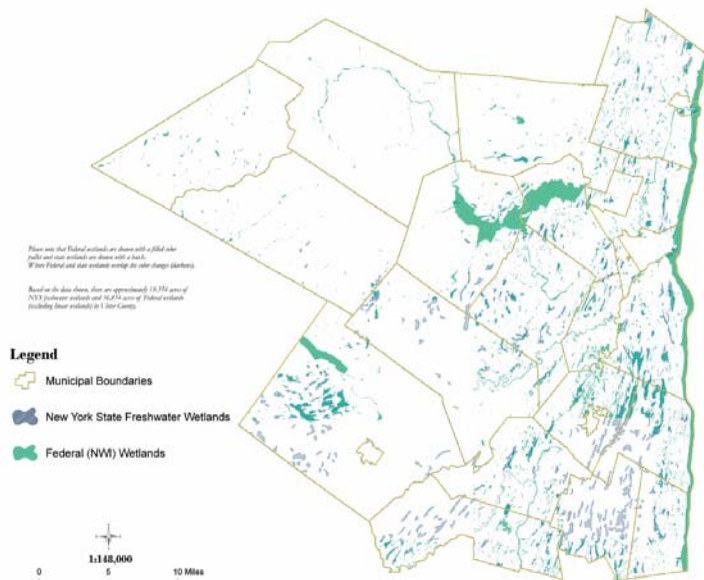 Please note that Federal wetlands are drawn with a filled color
pallet and state wetlands are drawn with a hatch.
Where Federal and state wetlands overlap the color changes (darkens).
Based on the data shown, there are approximately acres of
NYS freshwater wetlands and acres of Federal wetlands
(excluding linear wetlands) in Ulster County.
Legend
Municipal Boundaries
New York State Freshwater Wetlands
Federal (NWI) Wetlands
1:148,000
0 5 10 Miles